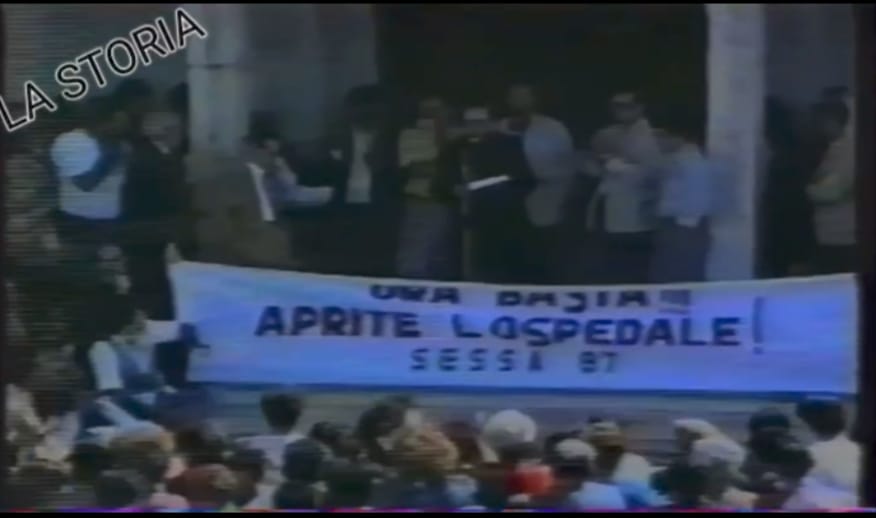 LA STORIA
ORA BASTA!!!
APRITE L'OSPEDALE!
SESSA 87